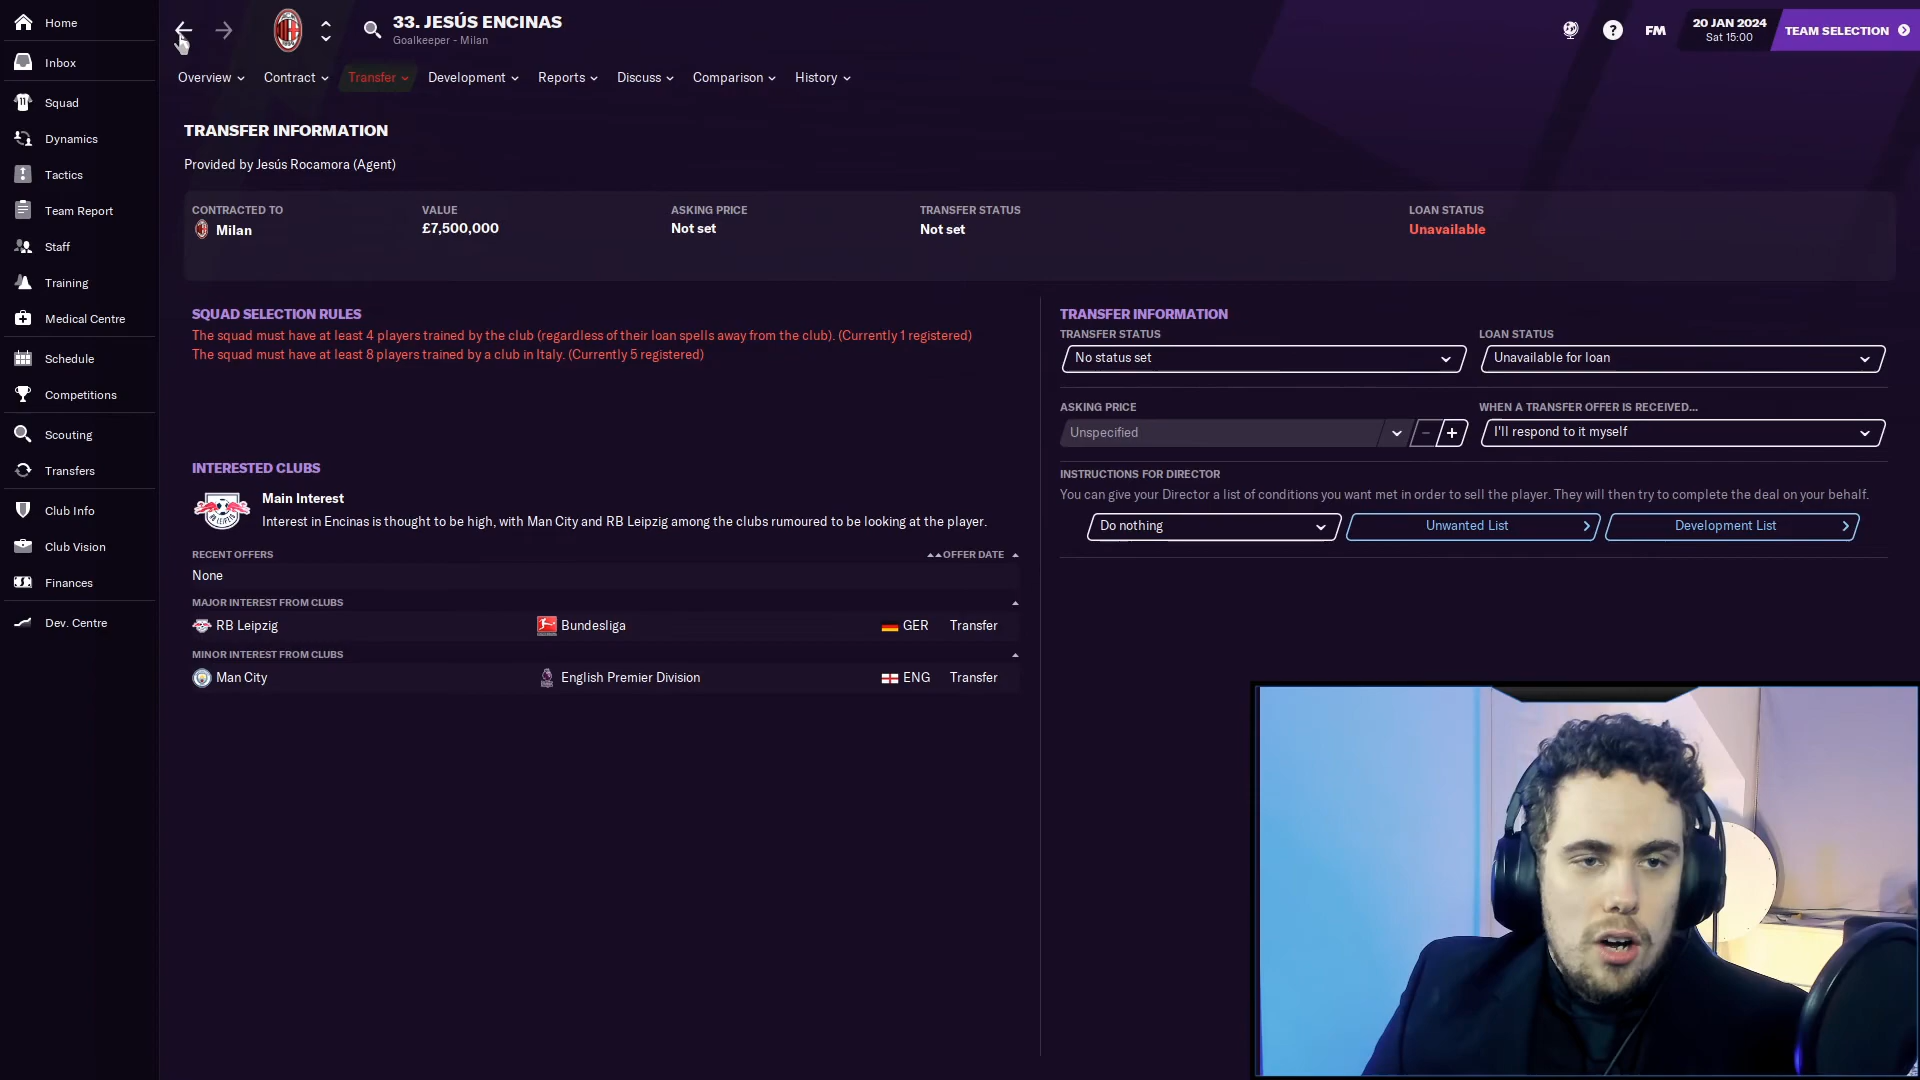 Home
Inbox
Squad
Dynamics
Tactics
Team Report
Staff
Training
Medical Centre
Schedule
Competitions
Scouting
Transfers
Club Info
Club Vision
Finances
Dev. Centre
33. JESÚS ENCINAS
Goalkeeper - Milan
FM
20 JAN 2024
Sat 15:00
TEAM SELECTION
Overview Contract Transfer Development Reports Discuss Comparison History
TRANSFER INFORMATION
Provided by Jesús Rocamora (Agent)
CONTRACTED TO VALUE ASKING PRICE TRANSFER STATUS LOAN STATUS
Milan £7,500,000 Not set Not set Unavailable
SQUAD SELECTION RULES
The squad must have at least 4 players trained by the club (regardless of their loan spells away from the club). (Currently 1 registered)
The squad must have at least 8 players trained by a club in Italy. (Currently 5 registered)
INTERESTED CLUBS
Main Interest
Interest in Encinas is thought to be high, with Man City and RB Leipzig among the clubs rumoured to be looking at the player.
RECENT OFFERS OFFER DATE
None
MAJOR INTEREST FROM CLUBS
RB Leipzig Bundesliga GER Transfer
MINOR INTEREST FROM CLUBS
Man City English Premier Division ENG Transfer
TRANSFER INFORMATION
TRANSFER STATUS LOAN STATUS
No status set Unavailable for loan
ASKING PRICE WHEN A TRANSFER OFFER IS RECEIVED...
Unspecified - + I'll respond to it myself
INSTRUCTIONS FOR DIRECTOR
You can give your Director a list of conditions you want met in order to sell the player. They will then try to complete the deal on your behalf.
Do nothing Unwanted List Development List